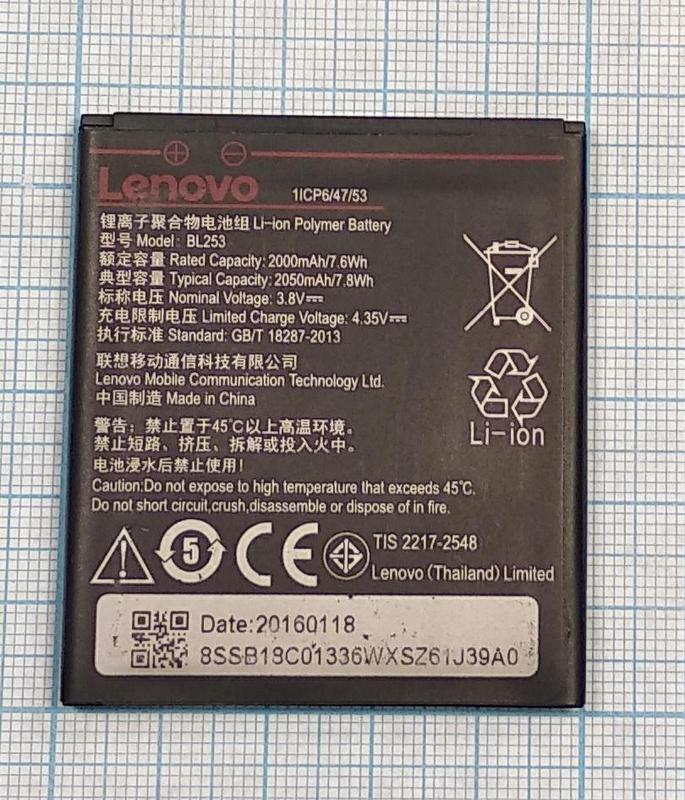 Lenovo
1ICP6/47/53
锂离子聚合物电池组 Li-ion Polymer Battery
型号 Model: BL253
额定容量 Rated Capacity: 2000mAh/7.6Wh
典型容量 Typical Capacity: 2050mAh/7.8Wh
标称电压 Nominal Voltage: 3.8V⎓
充电限制电压 Limited Charge Voltage: 4.35V⎓
执行标准 Standard: GB/T 18287-2013
联想移动通信科技有限公司
Lenovo Mobile Communication Technology Ltd.
中国制造 Made in China
Li-ion
警告：禁止置于45℃以上高温环境。
禁止短路、挤压、拆解或投入火中。
电池浸水后禁止使用！
Caution:Do not expose to high temperature that exceeds 45℃.
Do not short circuit,crush,disassemble or dispose of in fire.
5 CE TIS 2217-2548
Lenovo (Thailand) Limited
Date:20160118
8SSB18C01336WXSZ61J39A0